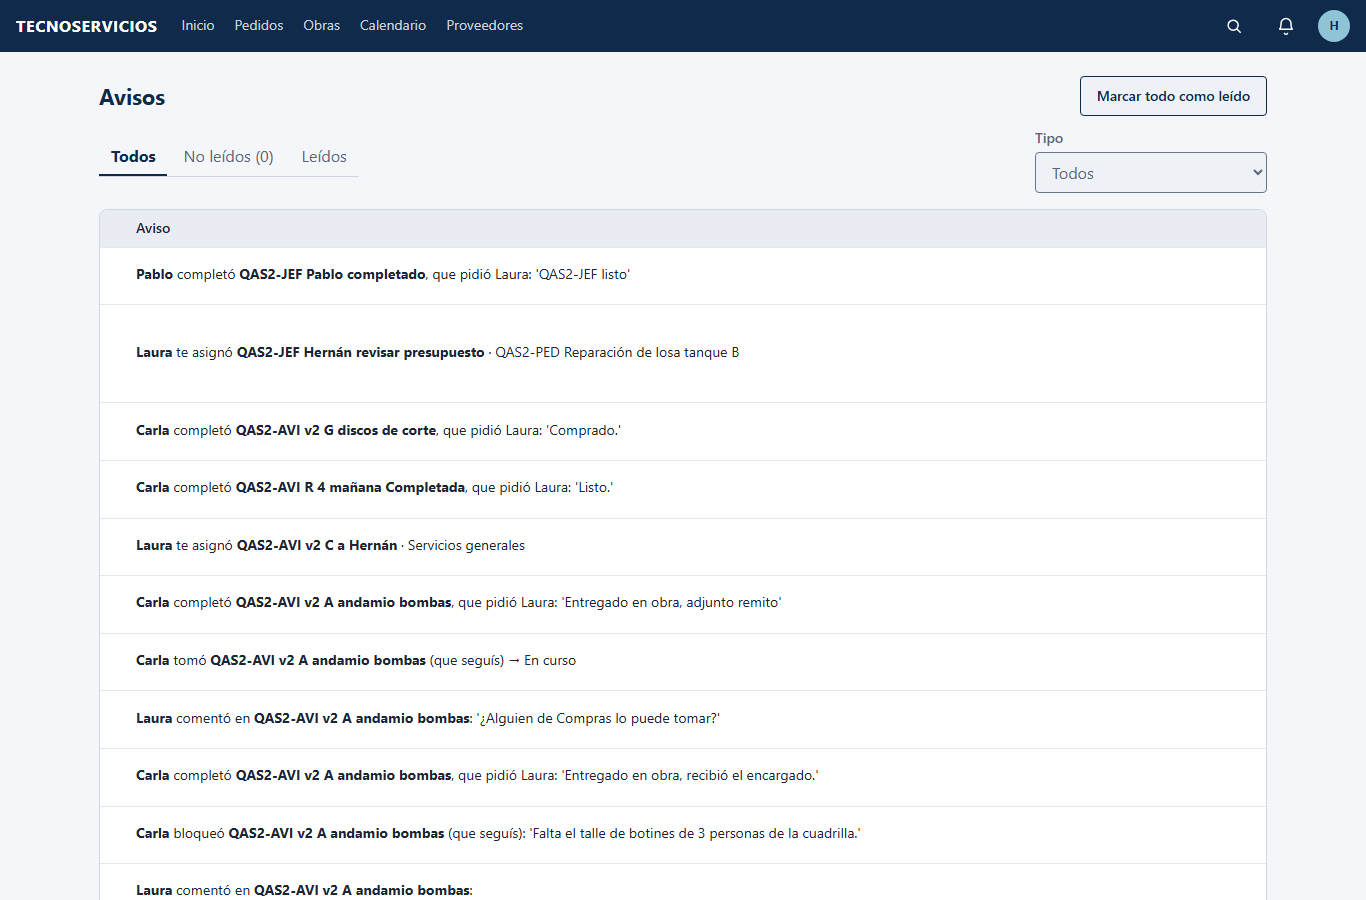 TECNOSERVICIOS Inicio Pedidos Obras Calendario Proveedores H
Avisos
Marcar todo como leído
Todos No leídos (0) Leídos
Tipo
Todos
Aviso
Pablo completó QAS2-JEF Pablo completado, que pidió Laura: 'QAS2-JEF listo'
Laura te asignó QAS2-JEF Hernán revisar presupuesto · QAS2-PED Reparación de losa tanque B
Carla completó QAS2-AVI v2 G discos de corte, que pidió Laura: 'Comprado.'
Carla completó QAS2-AVI R 4 mañana Completada, que pidió Laura: 'Listo.'
Laura te asignó QAS2-AVI v2 C a Hernán · Servicios generales
Carla completó QAS2-AVI v2 A andamio bombas, que pidió Laura: 'Entregado en obra, adjunto remito'
Carla tomó QAS2-AVI v2 A andamio bombas (que seguís) → En curso
Laura comentó en QAS2-AVI v2 A andamio bombas: '¿Alguien de Compras lo puede tomar?'
Carla completó QAS2-AVI v2 A andamio bombas, que pidió Laura: 'Entregado en obra, recibió el encargado.'
Carla bloqueó QAS2-AVI v2 A andamio bombas (que seguís): 'Falta el talle de botines de 3 personas de la cuadrilla.'
Laura comentó en QAS2-AVI v2 A andamio bombas: